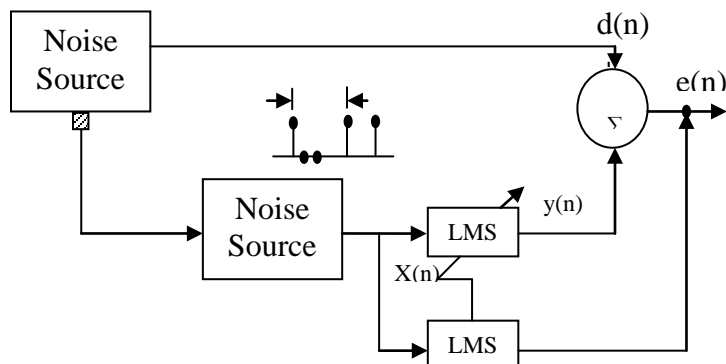 Noise
Source
d(n)
e(n)
Σ
Noise
Source
LMS
y(n)
X(n)
LMS